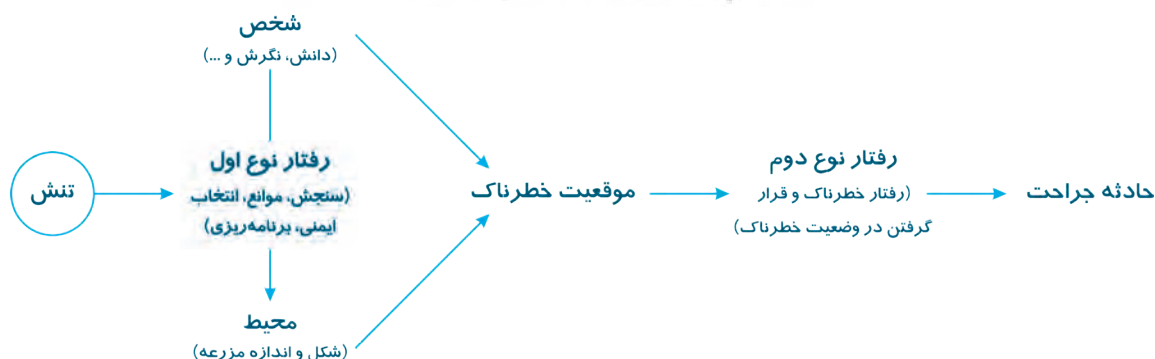 شخص
(دانش، نگرش و ...)
تنش
رفتار نوع اول
(سنجش، موانع، انتخاب
ایمنی، برنامه‌ریزی)
محیط
(شکل و اندازه مزرعه)
موقعیت خطرناک
رفتار نوع دوم
(رفتار خطرناک و قرار
گرفتن در وضعیت خطرناک)
حادثه جراحت